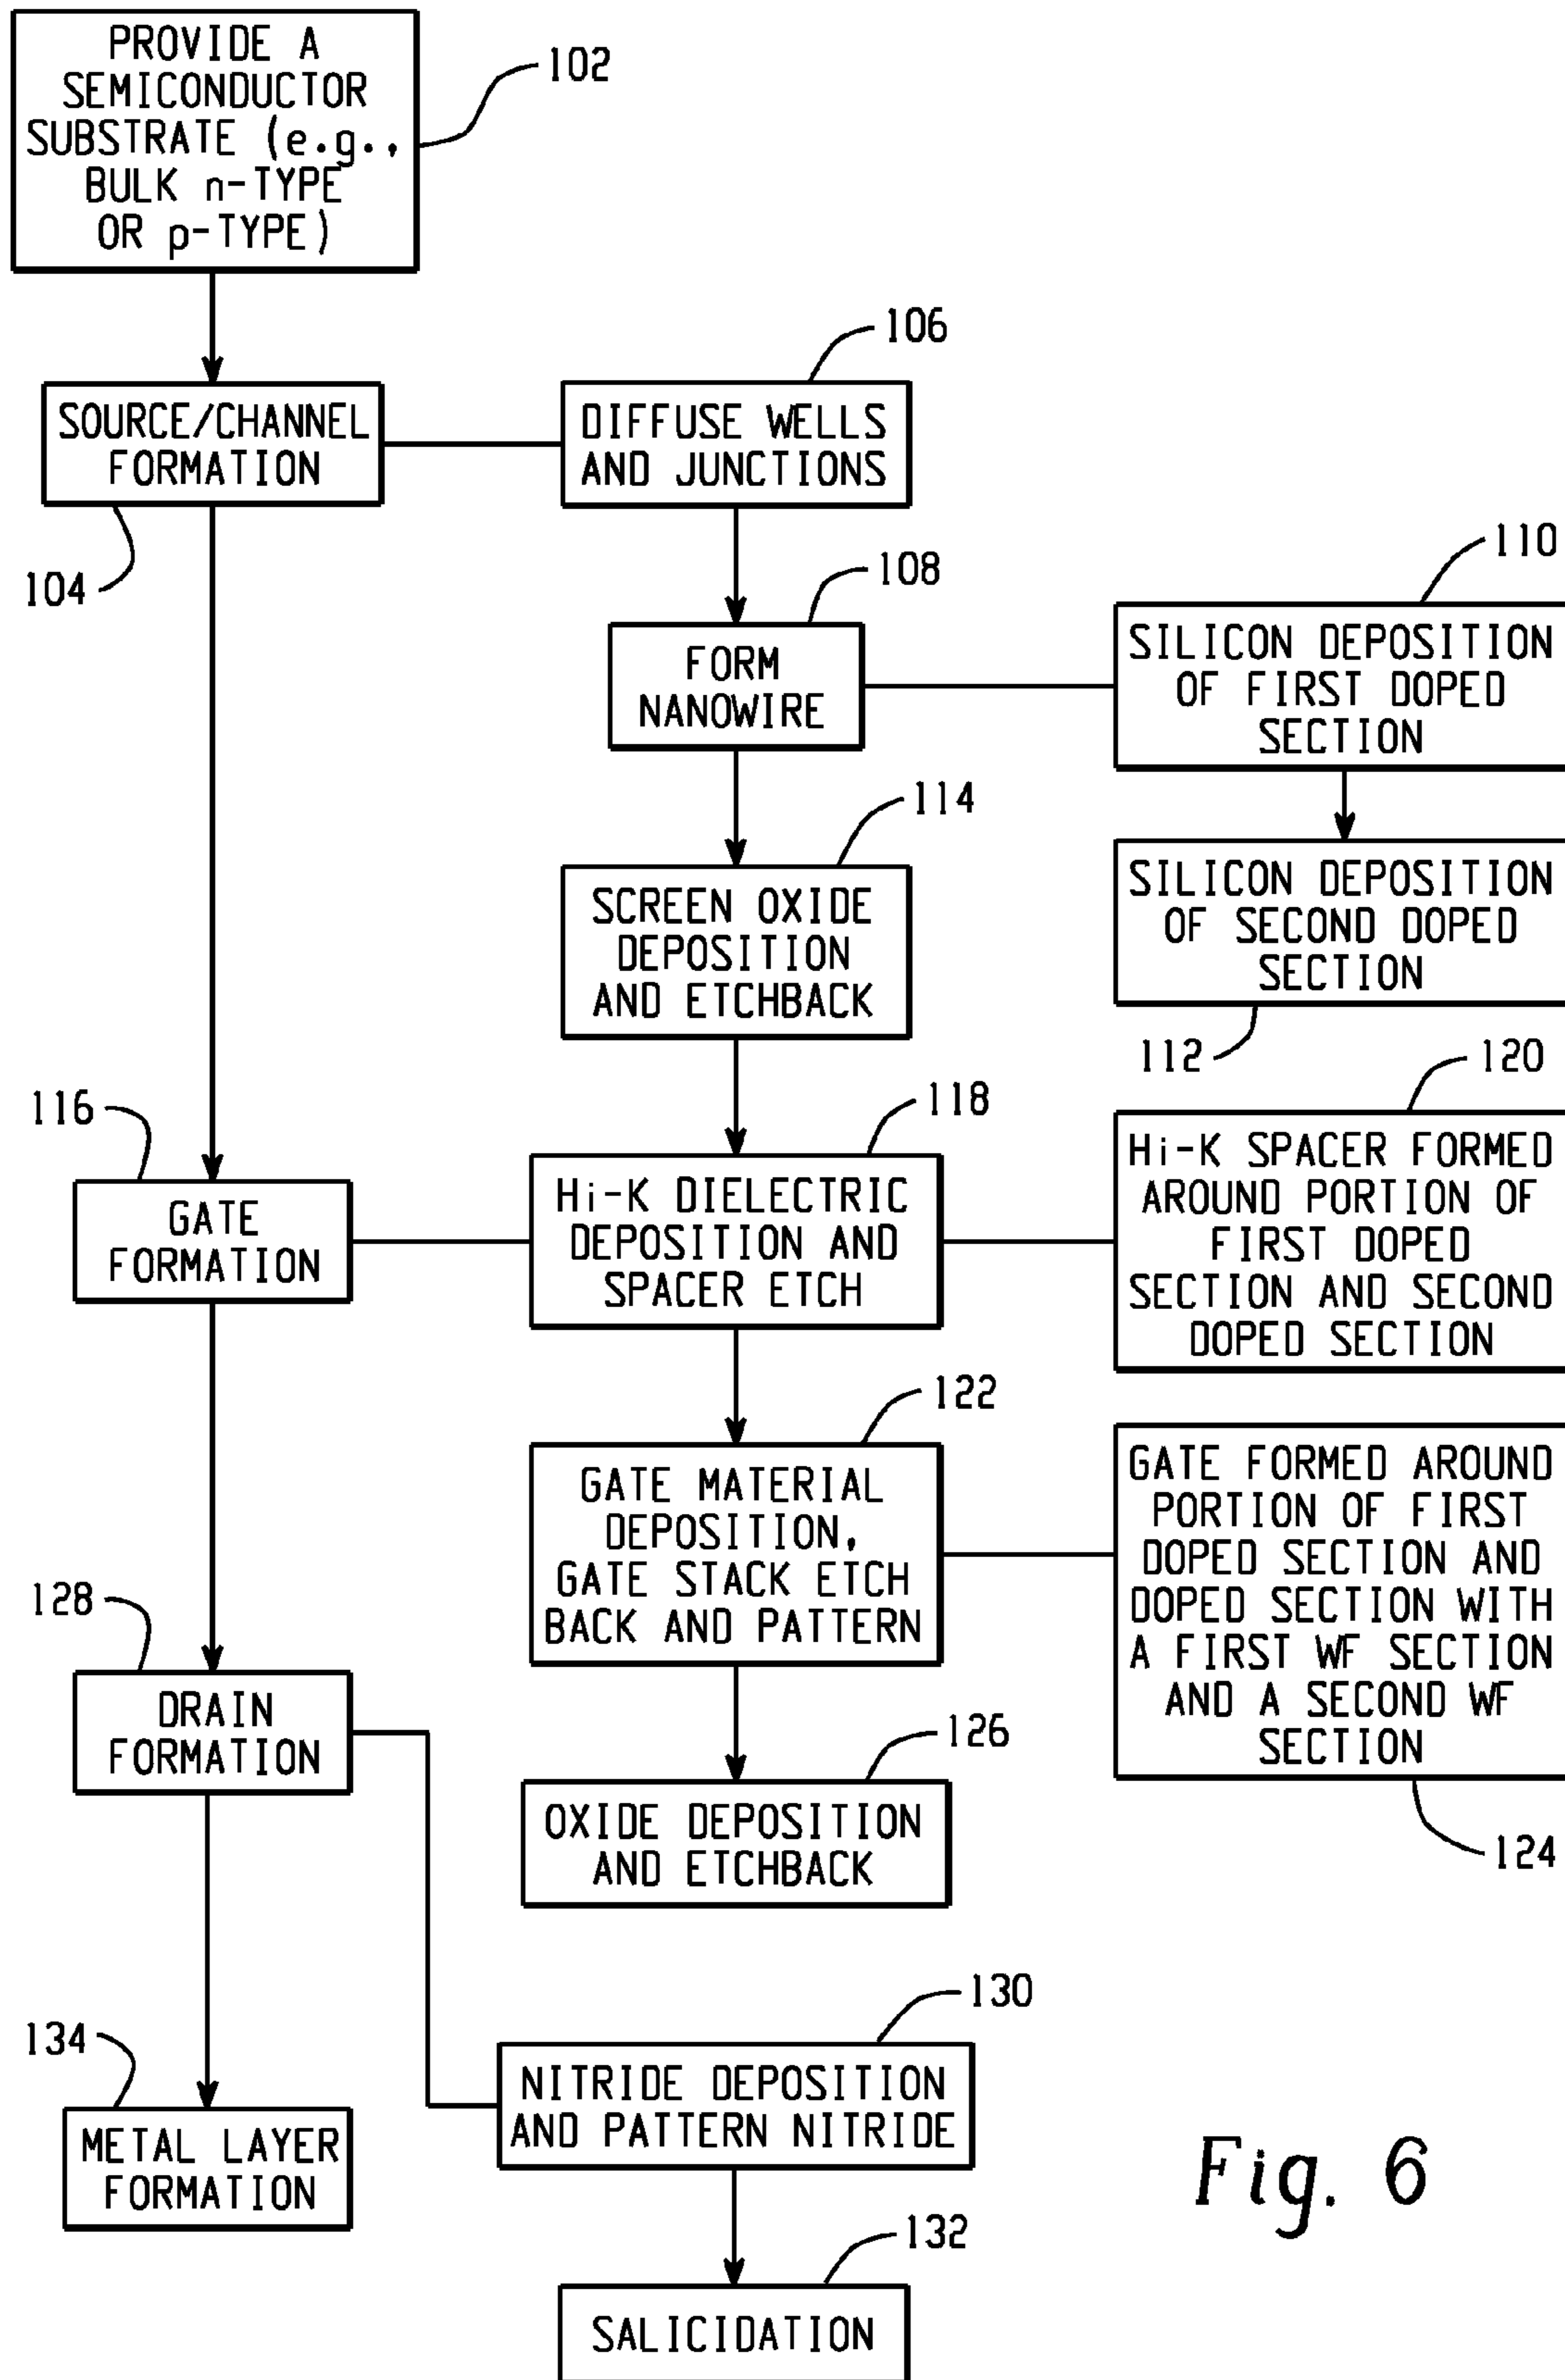 PROVIDE A
SEMICONDUCTOR
SUBSTRATE (e.g.,
BULK n-TYPE
OR p-TYPE)
102
SOURCE/CHANNEL
FORMATION
104
DIFFUSE WELLS
AND JUNCTIONS
106
FORM
NANOWIRE
108
SILICON DEPOSITION
OF FIRST DOPED
SECTION
110
SILICON DEPOSITION
OF SECOND DOPED
SECTION
112
SCREEN OXIDE
DEPOSITION
AND ETCHBACK
114
GATE
FORMATION
116
Hi-K DIELECTRIC
DEPOSITION AND
SPACER ETCH
118
Hi-K SPACER FORMED
AROUND PORTION OF
FIRST DOPED
SECTION AND SECOND
DOPED SECTION
120
GATE MATERIAL
DEPOSITION,
GATE STACK ETCH
BACK AND PATTERN
122
GATE FORMED AROUND
PORTION OF FIRST
DOPED SECTION AND
DOPED SECTION WITH
A FIRST WF SECTION
AND A SECOND WF
SECTION
124
OXIDE DEPOSITION
AND ETCHBACK
126
DRAIN
FORMATION
128
NITRIDE DEPOSITION
AND PATTERN NITRIDE
130
SALICIDATION
132
METAL LAYER
FORMATION
134
Fig. 6